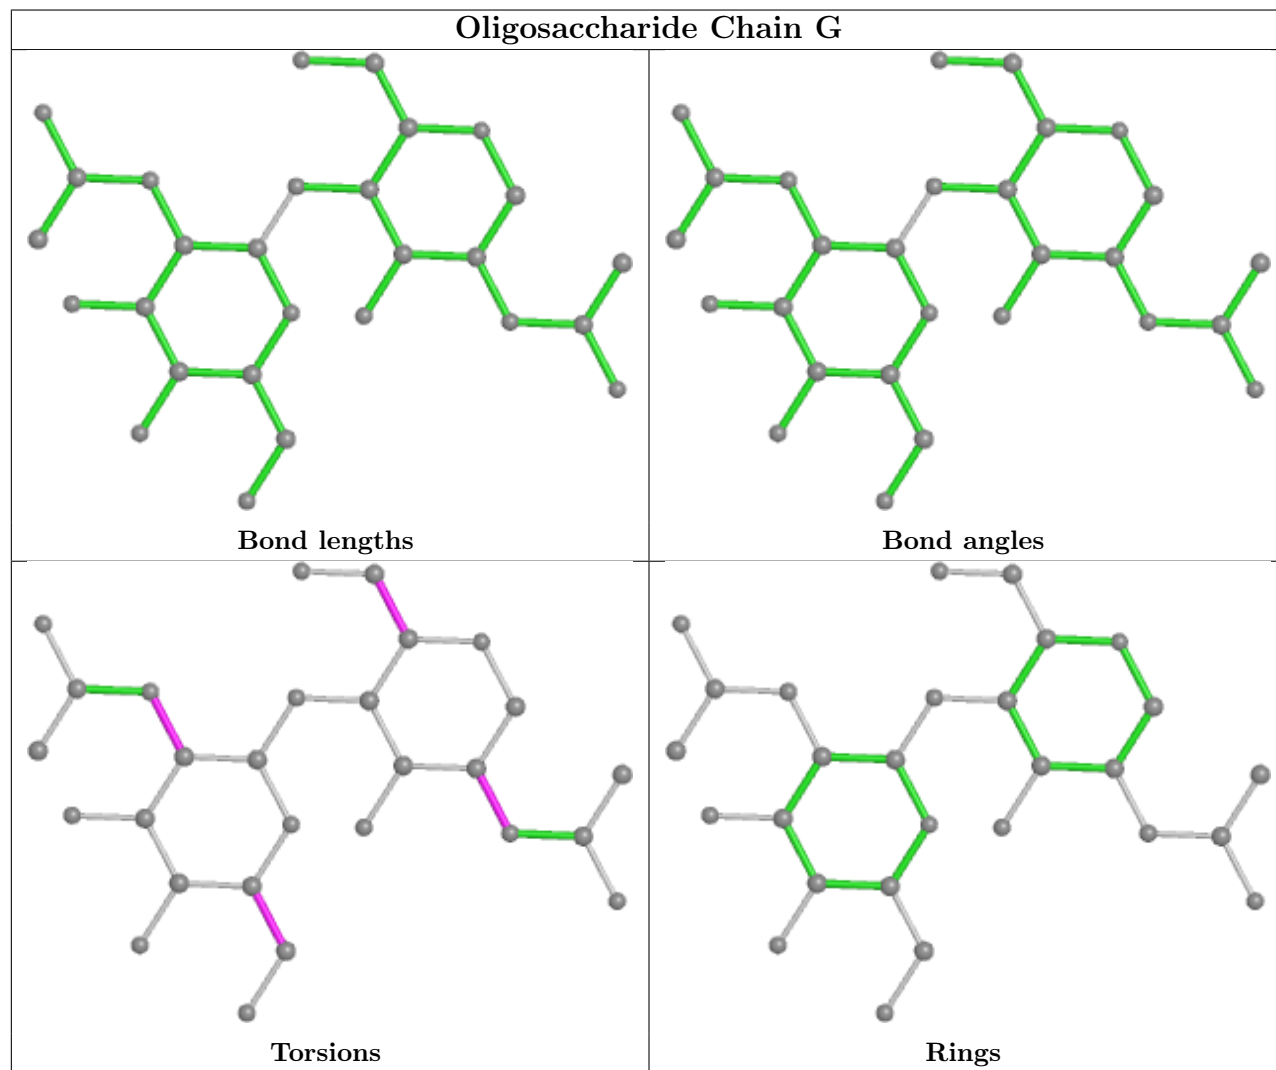 Oligosaccharide Chain G
Bond lengths
Bond angles
Torsions
Rings